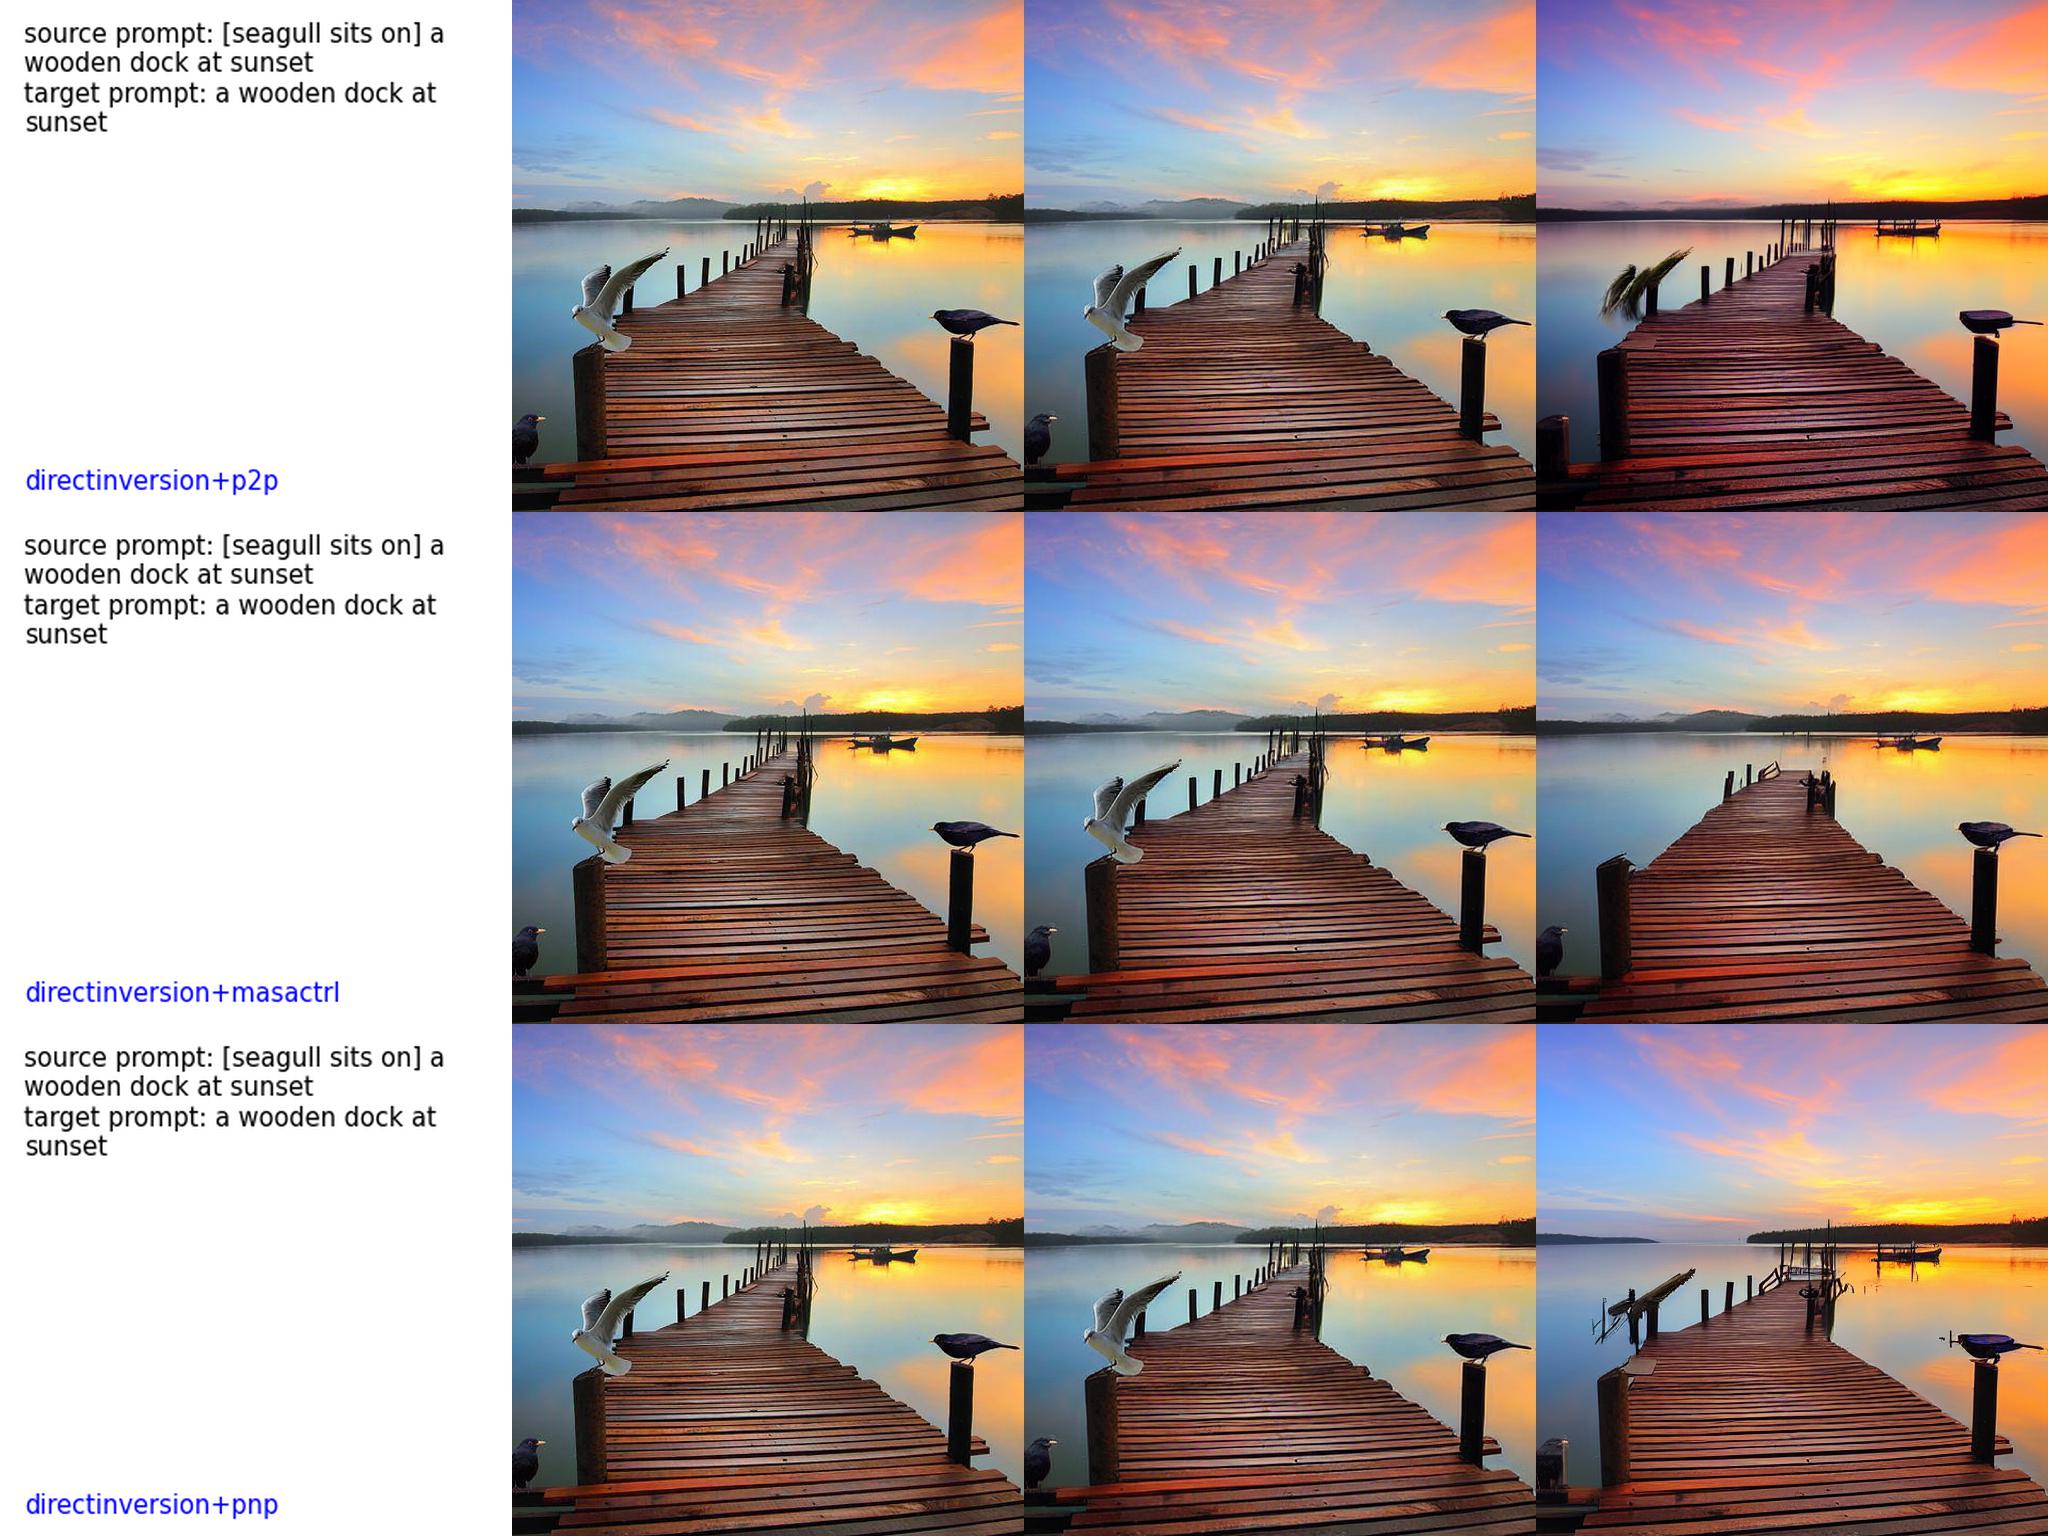 source prompt: [seagull sits on] a
wooden dock at sunset
target prompt: a wooden dock at
sunset
directinversion+p2p
source prompt: [seagull sits on] a
wooden dock at sunset
target prompt: a wooden dock at
sunset
directinversion+masactrl
source prompt: [seagull sits on] a
wooden dock at sunset
target prompt: a wooden dock at
sunset
directinversion+pnp